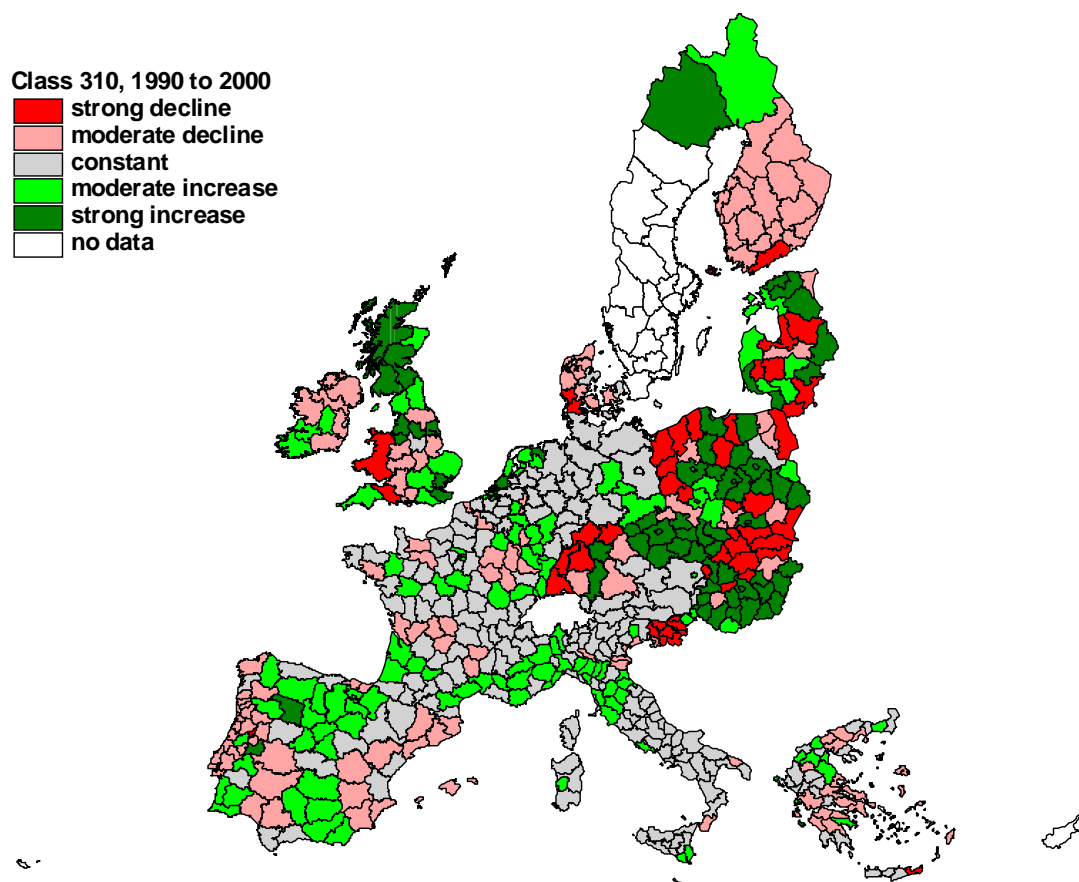 Class 310, 1990 to 2000
strong decline
moderate decline
constant
moderate increase
strong increase
no data